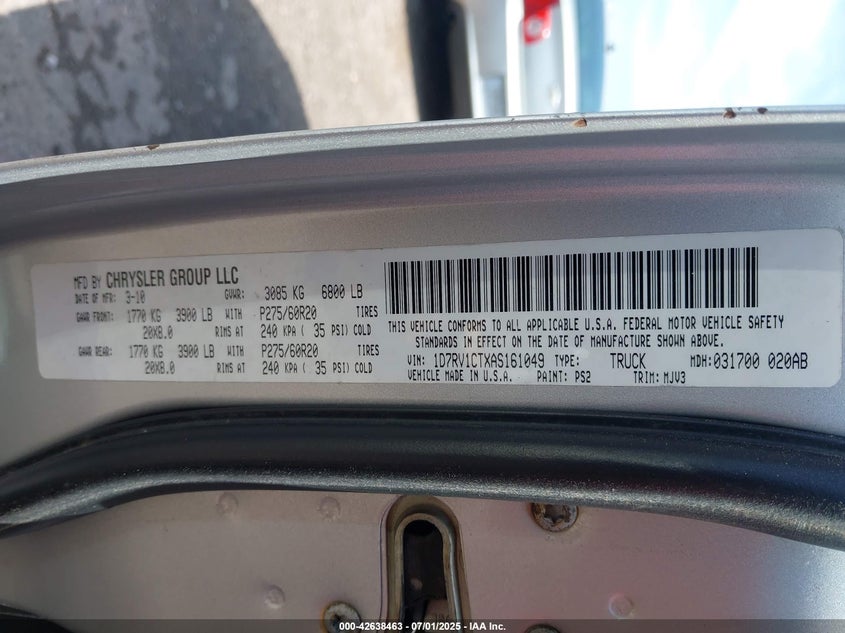 MFD BY CHRYSLER GROUP LLC
DATE OF MFR: 3-10 GVWR: 3085 KG 6800 LB
GAWR FRONT: 1770 KG 3900 LB WITH P275/60R20 TIRES
20X8.0 RIMS AT 240 KPA ( 35 PSI) COLD
GAWR REAR: 1770 KG 3900 LB WITH P275/60R20 TIRES
20X8.0 RIMS AT 240 KPA ( 35 PSI) COLD
THIS VEHICLE CONFORMS TO ALL APPLICABLE U.S.A. FEDERAL MOTOR VEHICLE SAFETY
STANDARDS IN EFFECT ON THE DATE OF MANUFACTURE SHOWN ABOVE.
VIN: 1D7RV1CTXAS161049 TYPE: TRUCK MDH: 031700 020AB
VEHICLE MADE IN U.S.A. PAINT: PS2 TRIM: MJV3
000-42638463 - 07/01/2025 - IAA Inc.